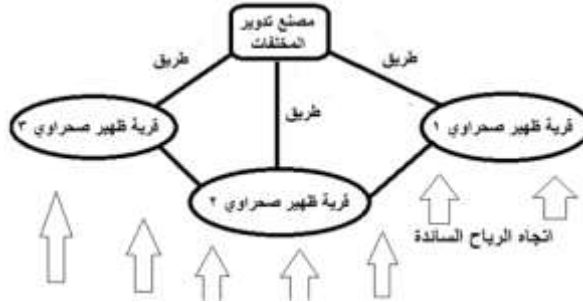 مصنع تدوير
المخلفات
طريق
طريق
طريق
قرية ظهير صحراوي ١
قرية ظهير صحراوي ٣
قرية ظهير صحراوي ٢
اتجاه الرياح السائدة